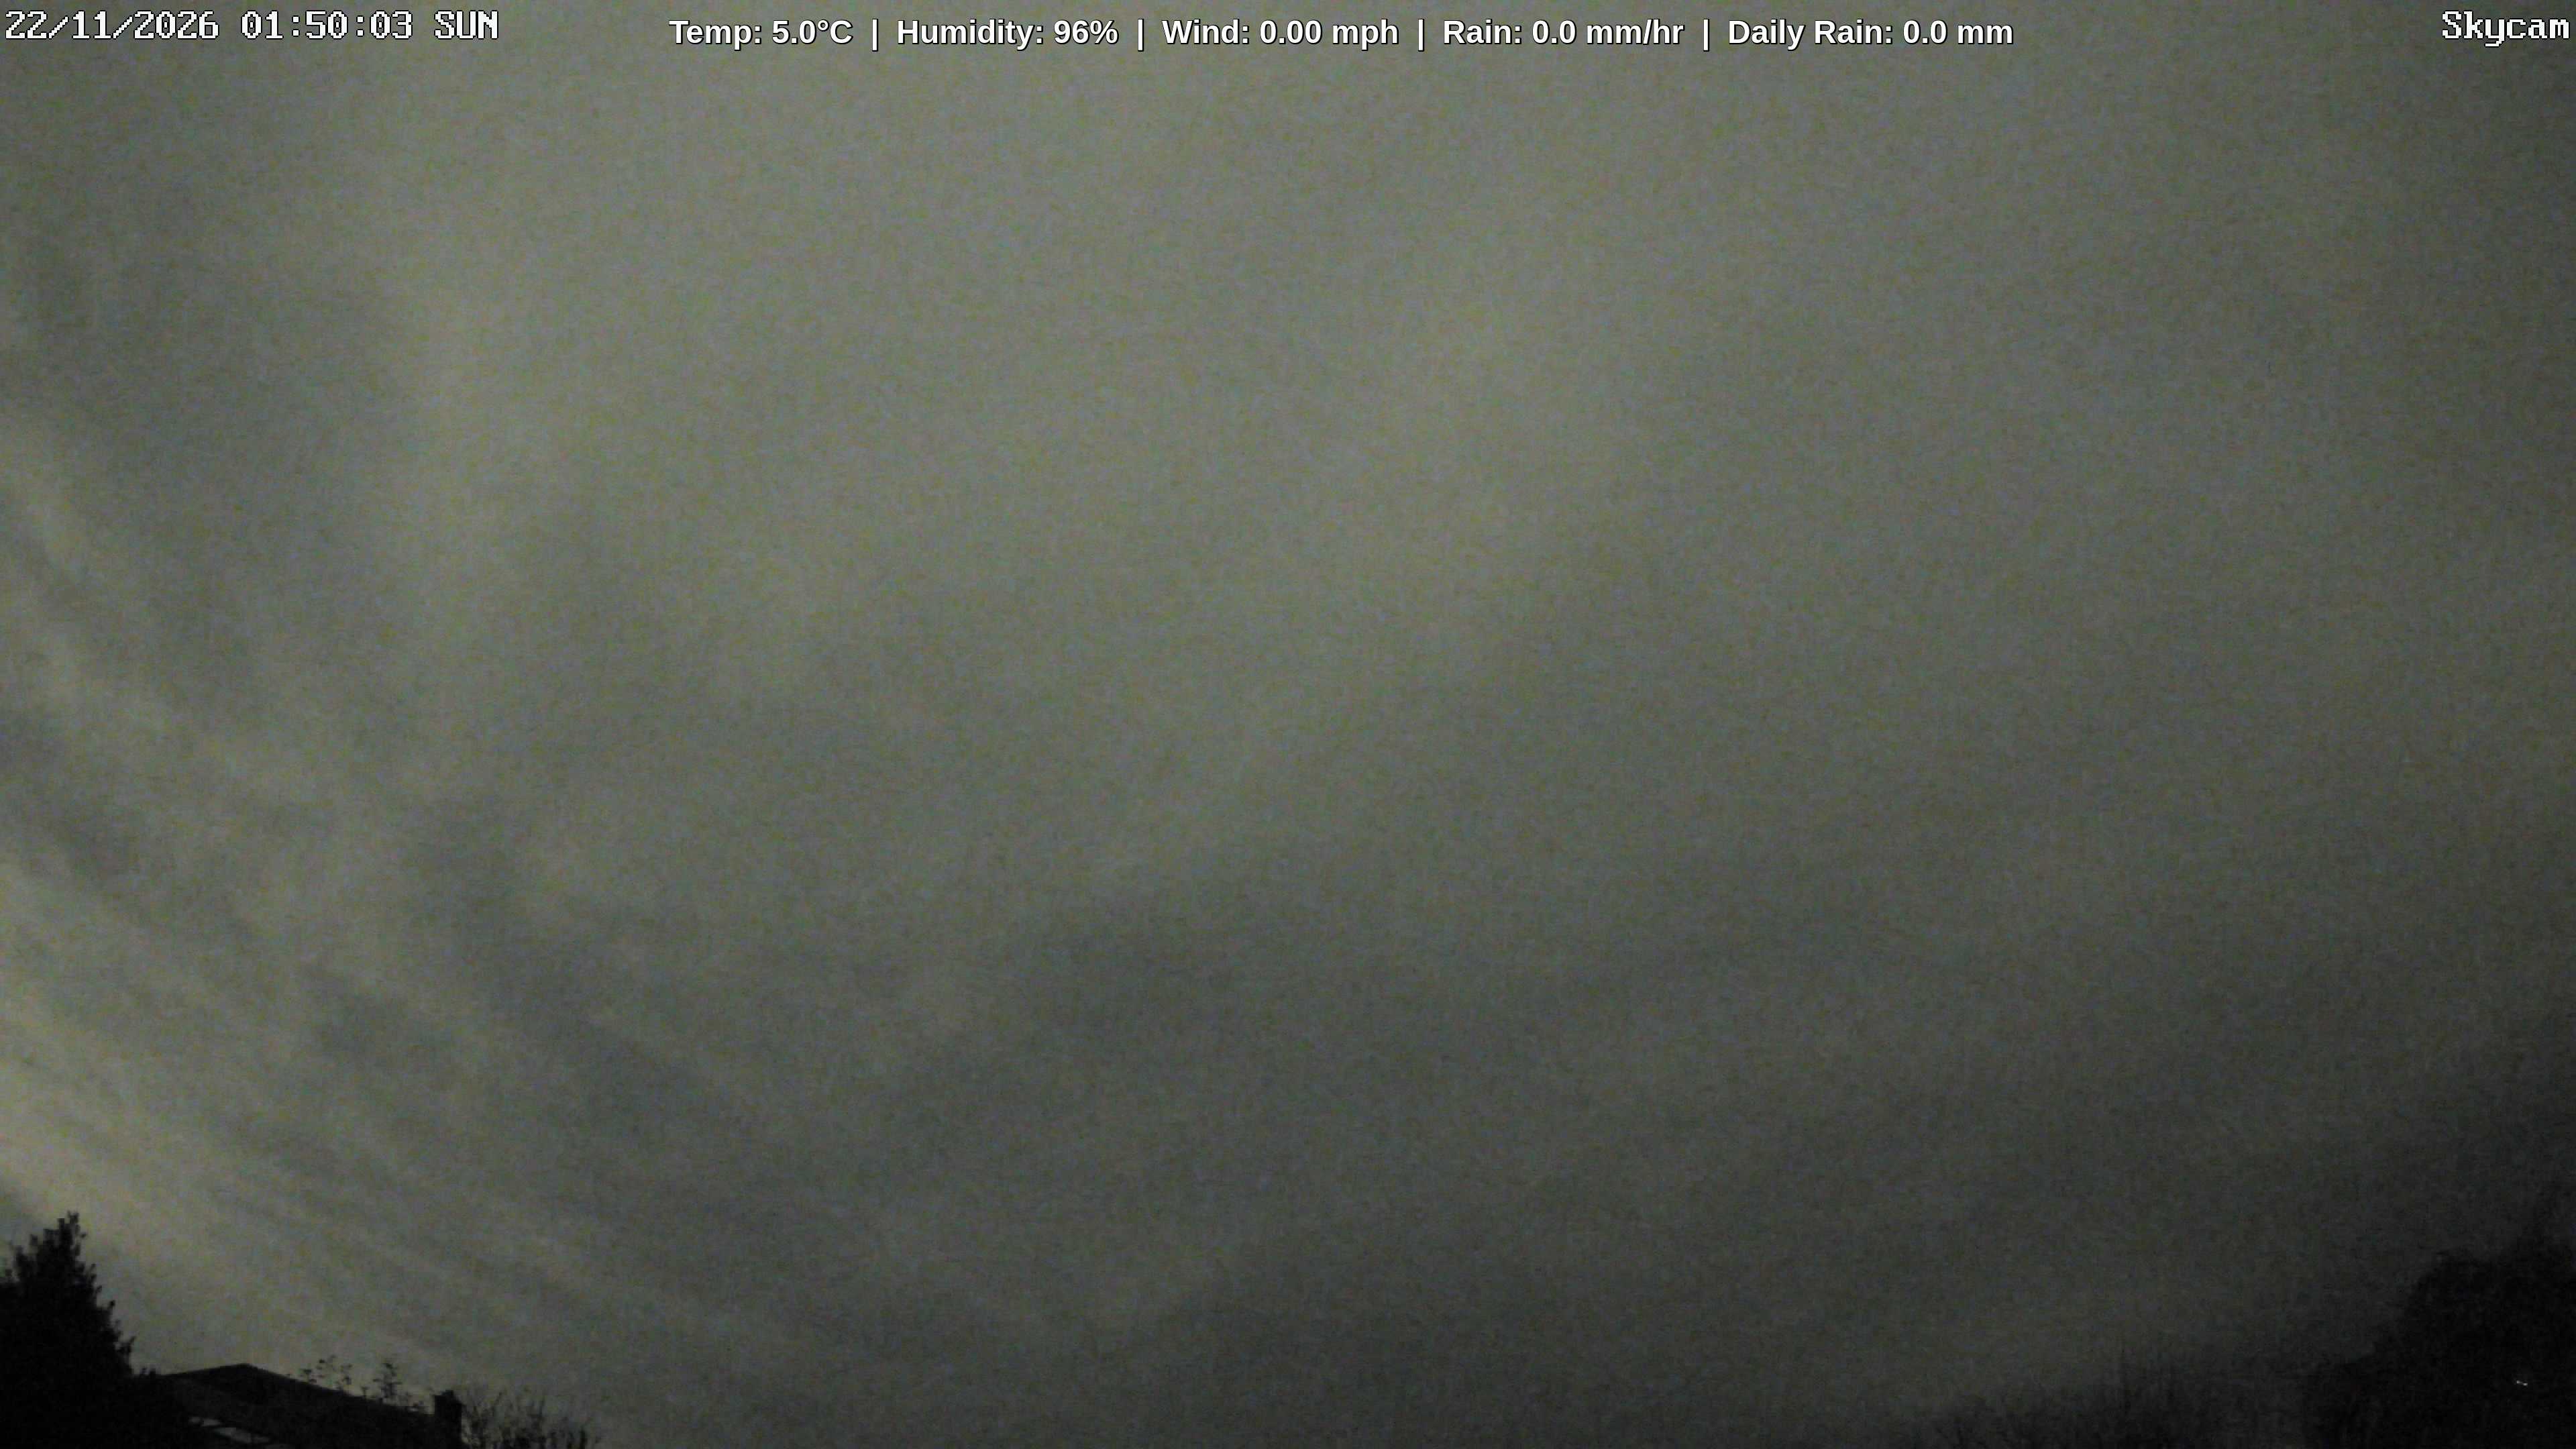 22/11/2026 01:50:03 SUN
Temp: 5.0°C | Humidity: 96% | Wind: 0.00 mph | Rain: 0.0 mm/hr | Daily Rain: 0.0 mm
Skycam